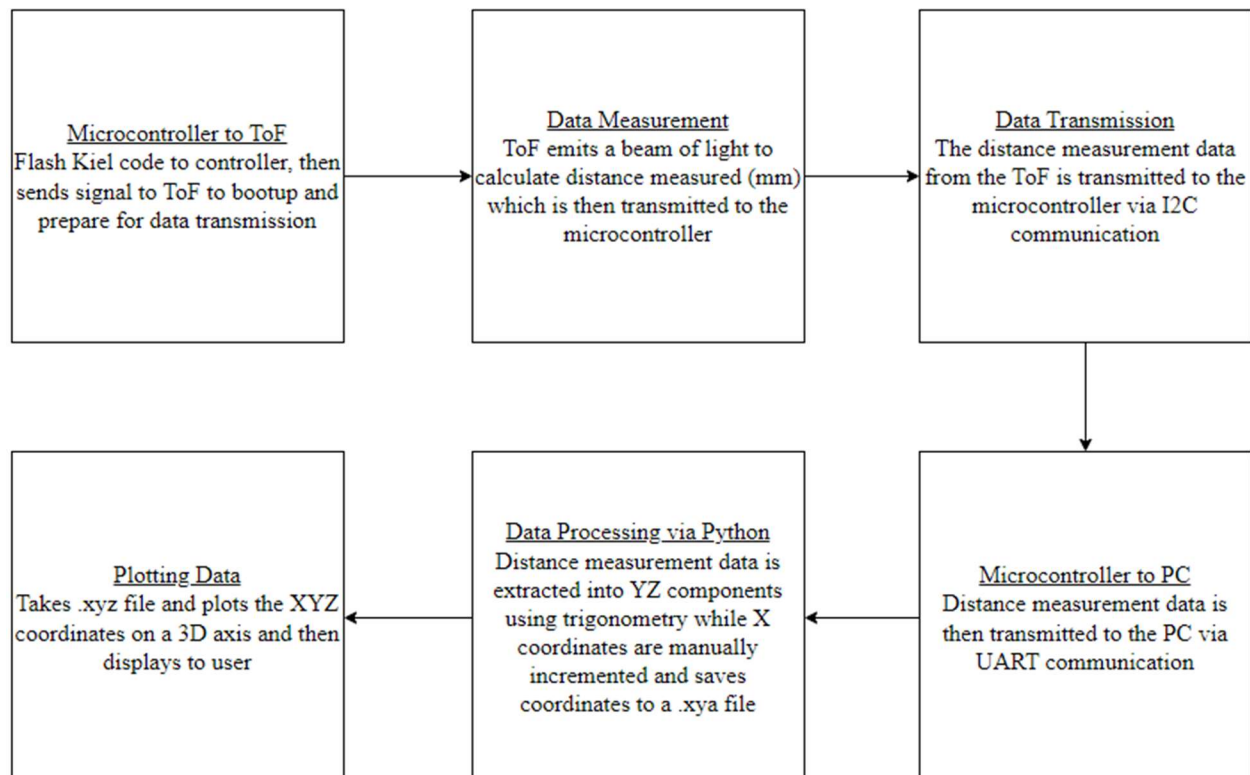 Microcontroller to ToF
Flash Kiel code to controller, then
sends signal to ToF to bootup and
prepare for data transmission
Data Measurement
ToF emits a beam of light to
calculate distance measured (mm)
which is then transmitted to the
microcontroller
Data Transmission
The distance measurement data
from the ToF is transmitted to the
microcontroller via I2C
communication
Plotting Data
Takes .xyz file and plots the XYZ
coordinates on a 3D axis and then
displays to user
Data Processing via Python
Distance measurement data is
extracted into YZ components
using trigonometry while X
coordinates are manually
incremented and saves
coordinates to a .xya file
Microcontroller to PC
Distance measurement data is
then transmitted to the PC via
UART communication